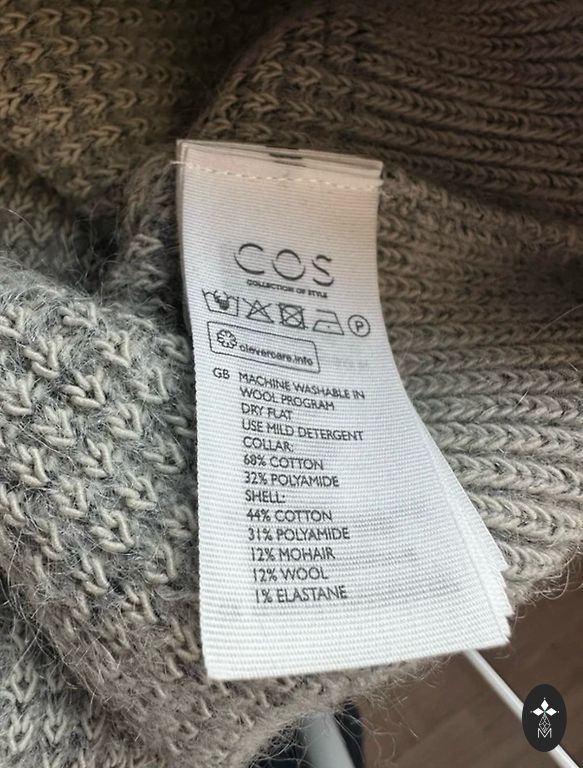 COS
COLLECTION OF STYLE
P
clevercare.info
GB MACHINE WASHABLE IN
WOOL PROGRAM
DRY FLAT
USE MILD DETERGENT
COLLAR:
68% COTTON
32% POLYAMIDE
SHELL:
44% COTTON
31% POLYAMIDE
12% MOHAIR
12% WOOL
1% ELASTANE
M